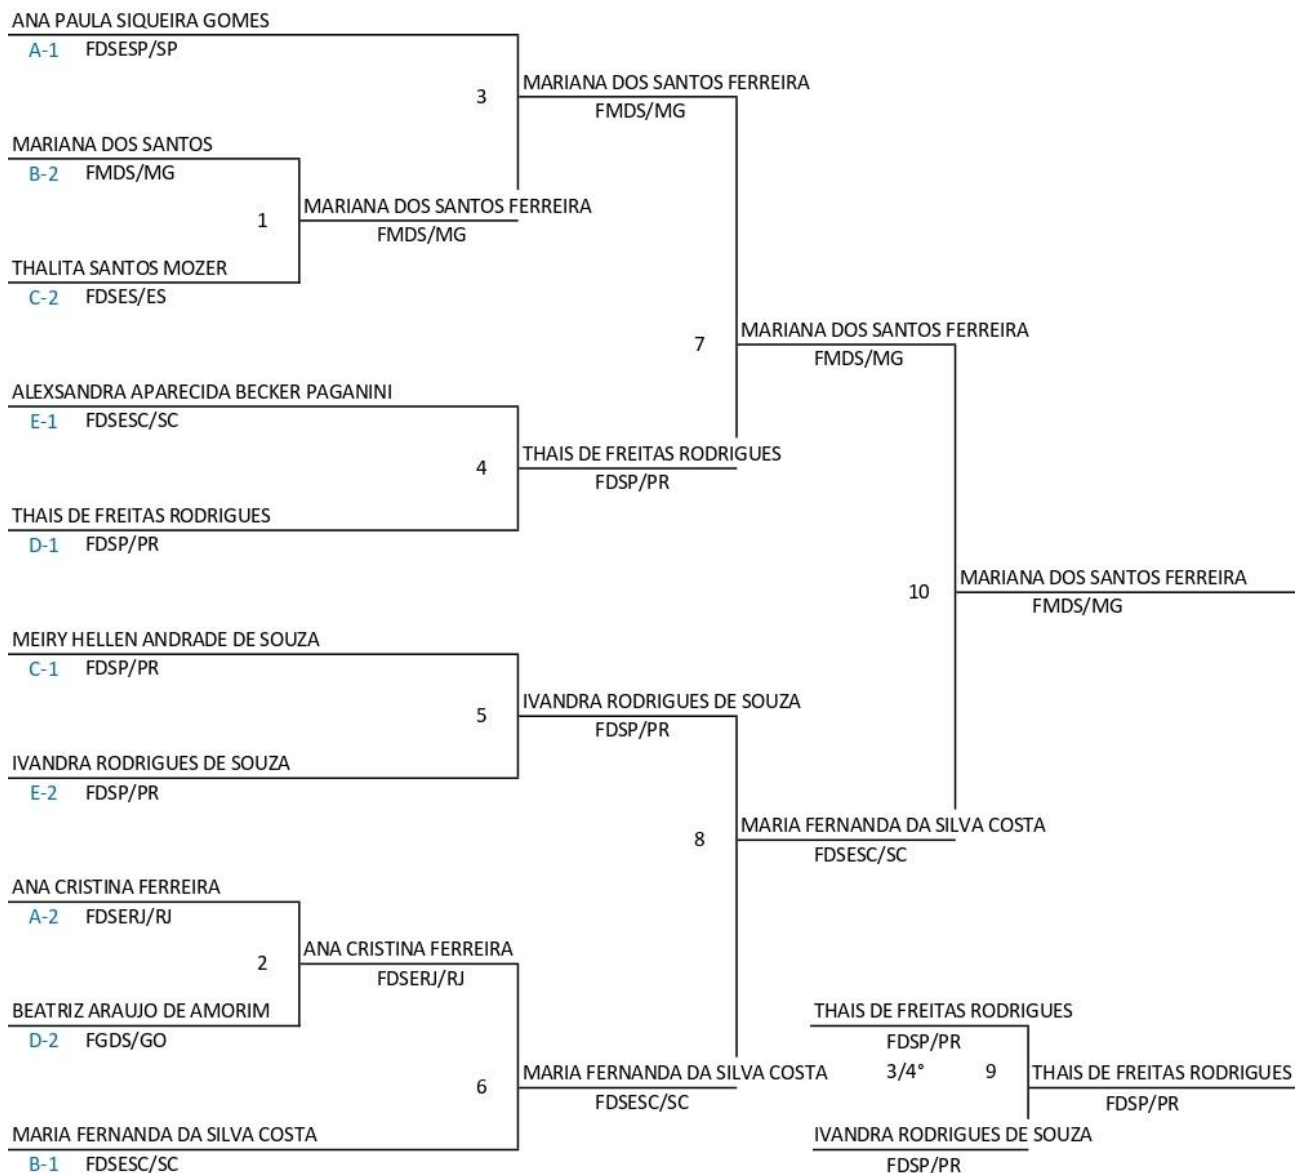 ANA PAULA SIQUEIRA GOMES
A-1 FDSESP/SP
3
MARIANA DOS SANTOS FERREIRA
FMDS/MG
MARIANA DOS SANTOS
B-2 FMDS/MG
1
MARIANA DOS SANTOS FERREIRA
FMDS/MG
THALITA SANTOS MOZER
C-2 FDSES/ES
7
MARIANA DOS SANTOS FERREIRA
FMDS/MG
ALEXSANDRA APARECIDA BECKER PAGANINI
E-1 FDSESC/SC
4
THAIS DE FREITAS RODRIGUES
FDSP/PR
THAIS DE FREITAS RODRIGUES
D-1 FDSP/PR
10
MARIANA DOS SANTOS FERREIRA
FMDS/MG
MEIRY HELLEN ANDRADE DE SOUZA
C-1 FDSP/PR
5
IVANDRA RODRIGUES DE SOUZA
FDSP/PR
IVANDRA RODRIGUES DE SOUZA
E-2 FDSP/PR
8
MARIA FERNANDA DA SILVA COSTA
FDSESC/SC
ANA CRISTINA FERREIRA
A-2 FDSERJ/RJ
2
ANA CRISTINA FERREIRA
FDSERJ/RJ
BEATRIZ ARAUJO DE AMORIM
D-2 FGDS/GO
6
MARIA FERNANDA DA SILVA COSTA
FDSESC/SC
MARIA FERNANDA DA SILVA COSTA
B-1 FDSESC/SC
THAIS DE FREITAS RODRIGUES
FDSP/PR
3/4° 9
THAIS DE FREITAS RODRIGUES
FDSP/PR
IVANDRA RODRIGUES DE SOUZA
FDSP/PR